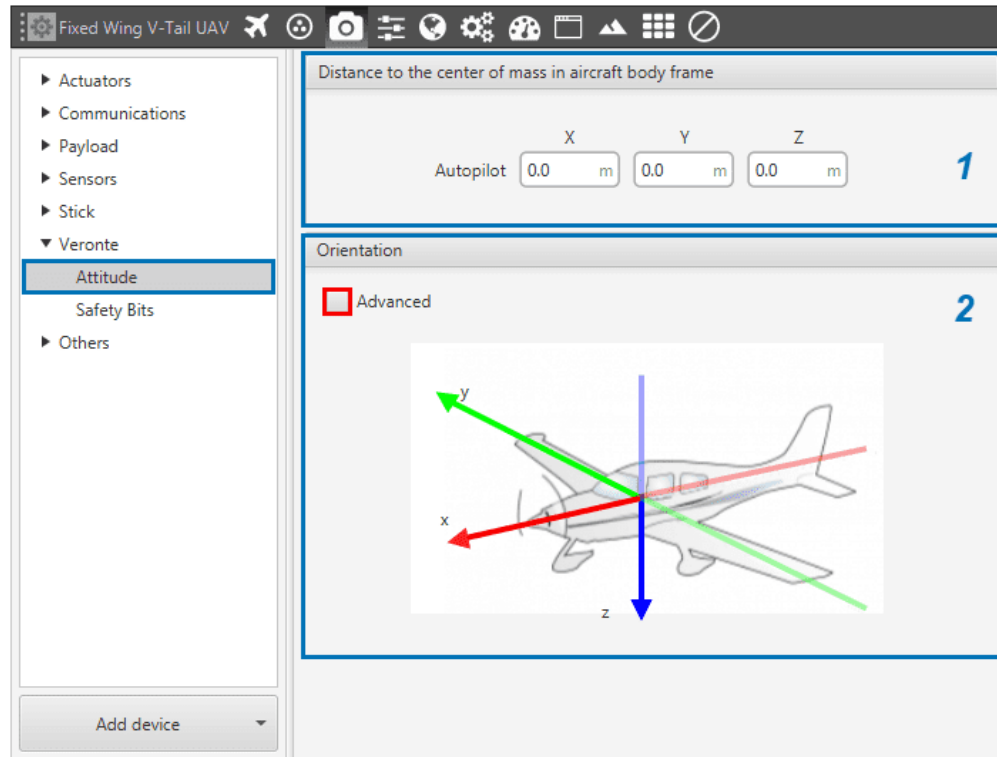 Fixed Wing V-Tail UAV
Actuators
Communications
Payload
Sensors
Stick
Veronte
Attitude
Safety Bits
Others
Add device
Distance to the center of mass in aircraft body frame
X Y Z
Autopilot 0.0 m 0.0 m 0.0 m
1
Orientation
Advanced
2
y
x
z